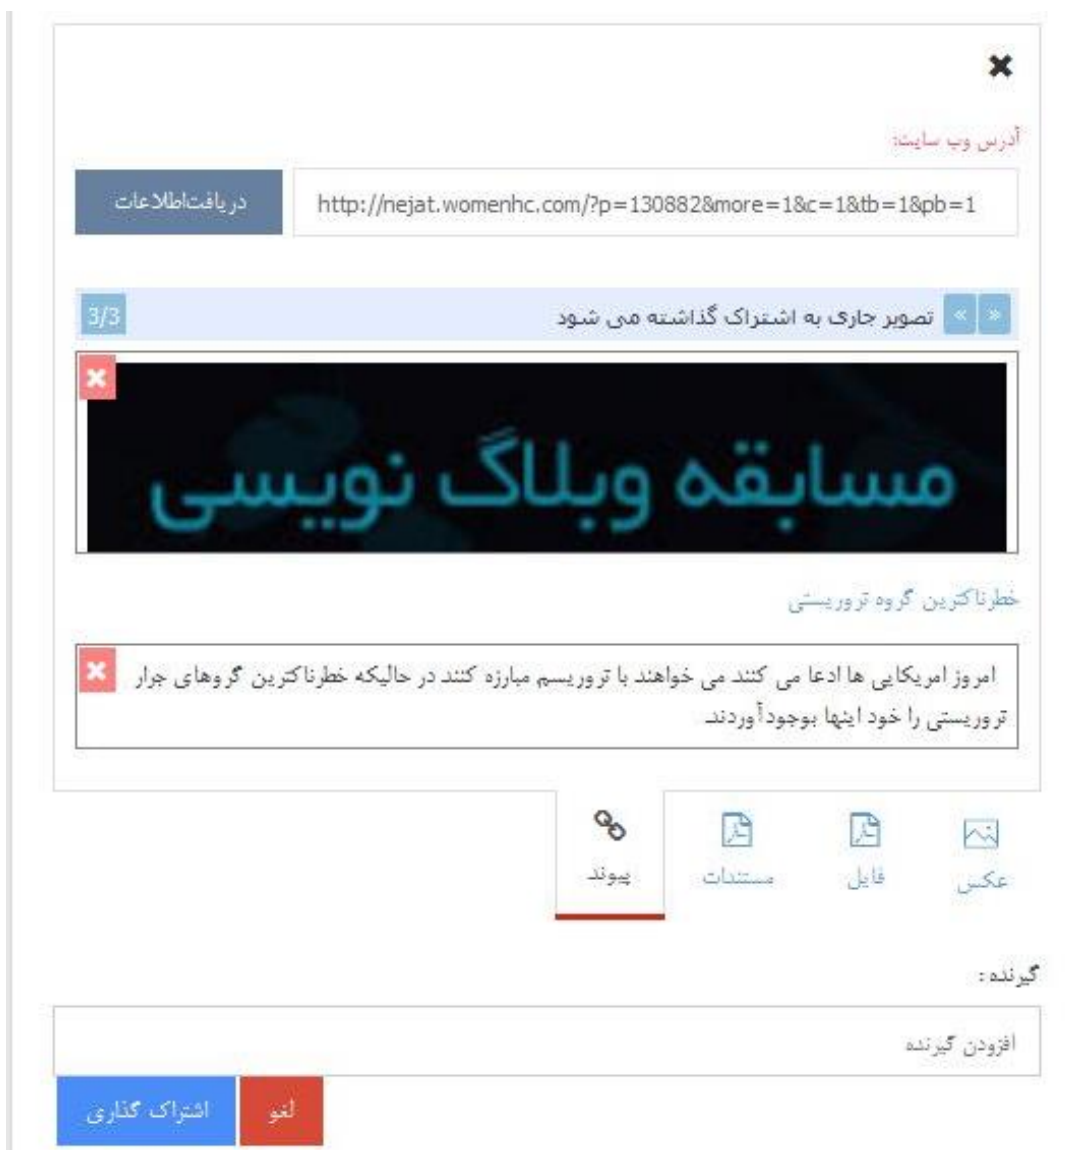 آدرس وب سایت:
http://nejat.womenhc.com/?p=130882&more=1&c=1&tb=1&pb=1
دریافت‌اطلاعات
« » تصویر جاری به اشتراک گذاشته می شود
3/3
مسابقه وبلاگ نویسی
خطرناکترین گروه تروریستی
امروز امریکایی ها ادعا می کنند می خواهند با تروریسم مبارزه کنند در حالیکه خطرناکترین گروهای جرار
تروریستی را خود اینها بوجودآوردند.
عکس
فایل
مستندات
پیوند
گیرنده :
افزودن گیرنده
لغو
اشتراک گذاری